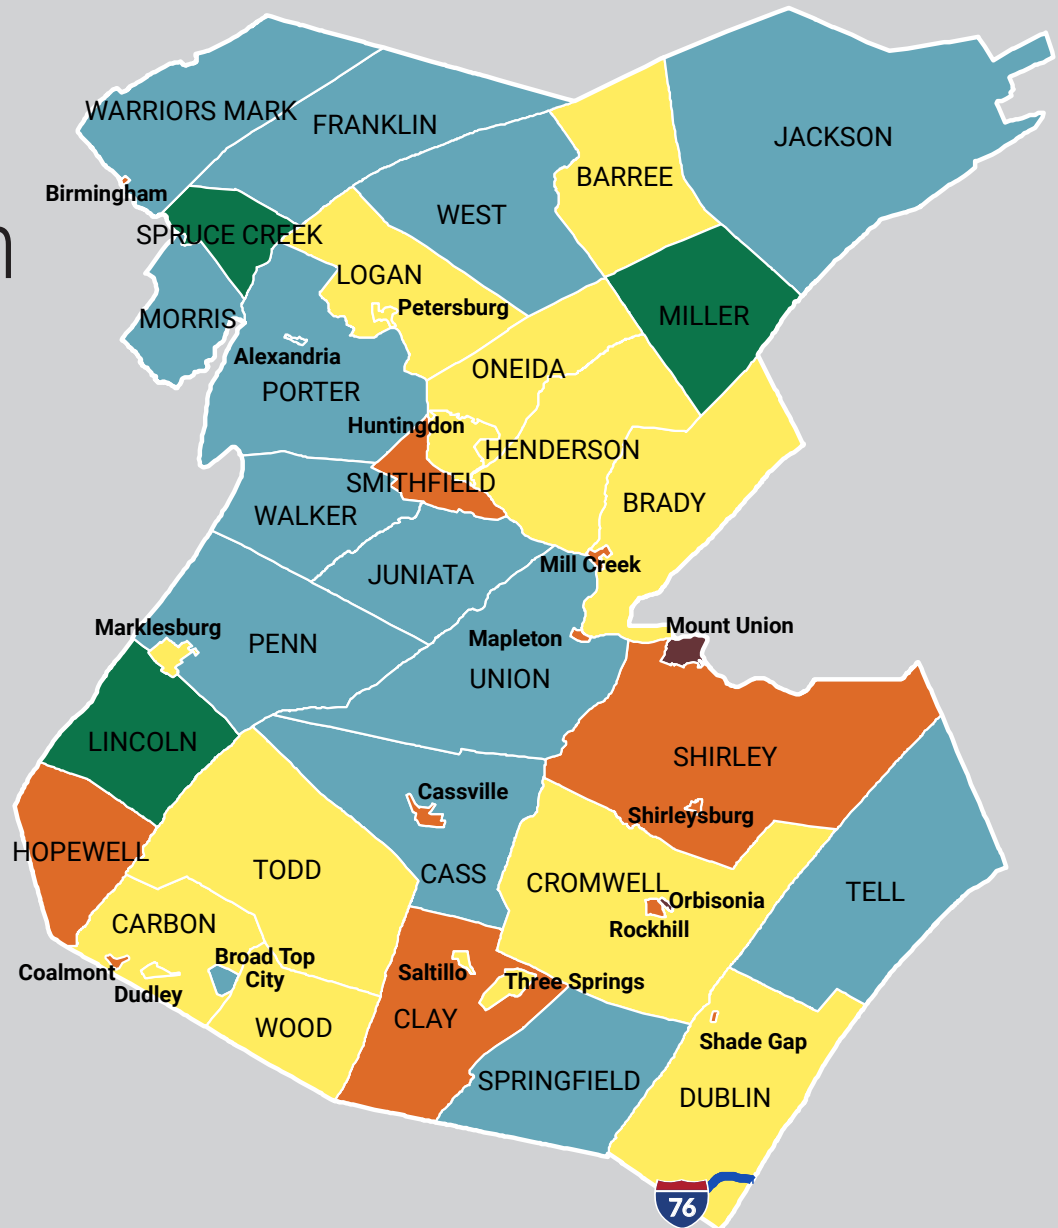 WARRIORS MARK
FRANKLIN
JACKSON
BARREE
Birmingham
WEST
SPRUCE CREEK
n
LOGAN
Petersburg
MORRIS
MILLER
Alexandria
ONEIDA
PORTER
Huntingdon
HENDERSON
SMITHFIELD
BRADY
WALKER
Mill Creek
JUNIATA
Marklesburg
Mount Union
PENN
Mapleton
UNION
LINCOLN
SHIRLEY
Cassville
Shirleysburg
HOPEWELL
TODD
CASS
CROMWELL
TELL
Orbisonia
CARBON
Rockhill
Broad Top
City
Coalmont
Saltillo
Three Springs
Dudley
CLAY
WOOD
Shade Gap
SPRINGFIELD
DUBLIN
76